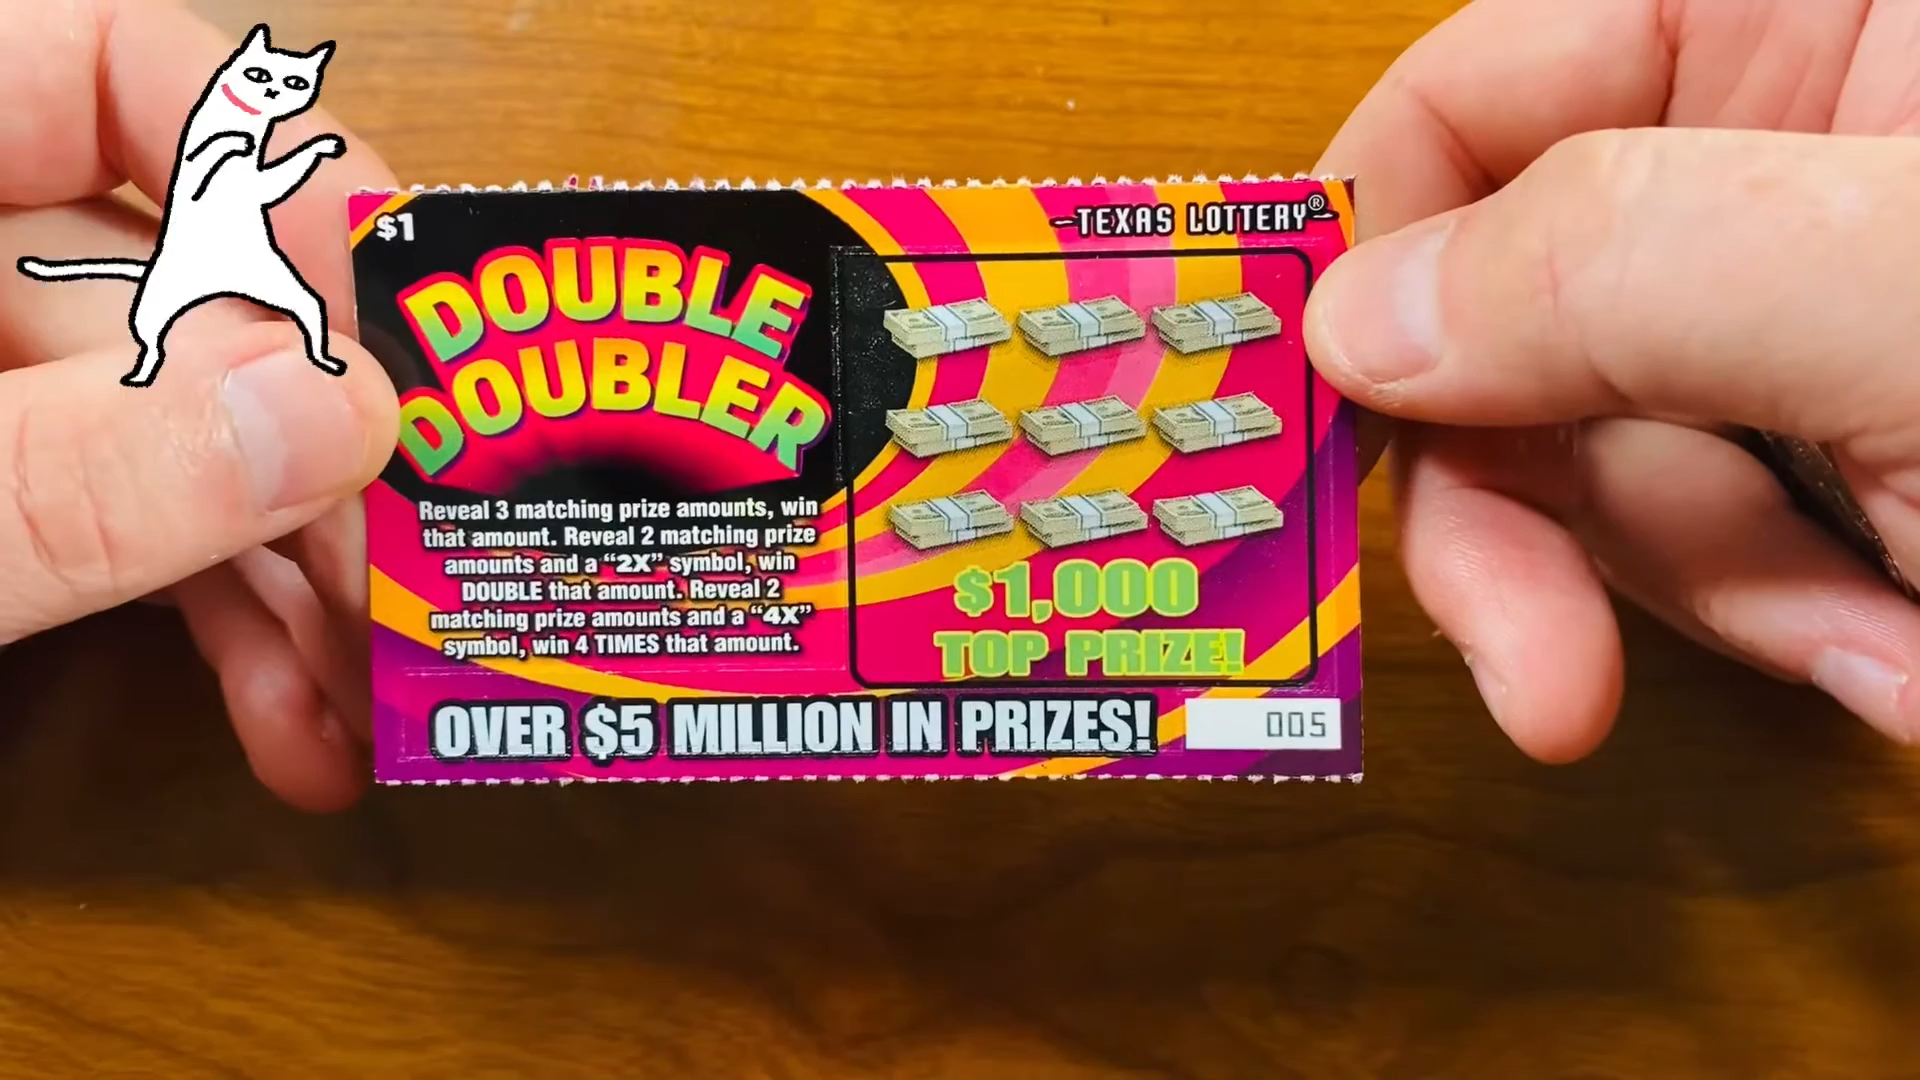 $1
TEXAS LOTTERY®
DOUBLE
DOUBLER
Reveal 3 matching prize amounts, win
that amount. Reveal 2 matching prize
amounts and a “2X” symbol, win
DOUBLE that amount. Reveal 2
matching prize amounts and a “4X”
symbol, win 4 TIMES that amount.
$1,000
TOP PRIZE!
OVER $5 MILLION IN PRIZES!
005